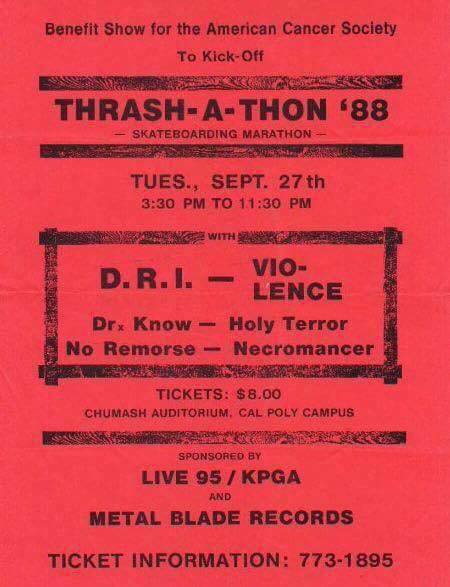 Benefit Show for the American Cancer Society
To Kick-Off
THRASH-A-THON '88
— SKATEBOARDING MARATHON —
TUES., SEPT. 27th
3:30 PM TO 11:30 PM
WITH
D.R.I. — VIO-
LENCE
Drx Know — Holy Terror
No Remorse — Necromancer
TICKETS: $8.00
CHUMASH AUDITORIUM, CAL POLY CAMPUS
SPONSORED BY
LIVE 95 / KPGA
AND
METAL BLADE RECORDS
TICKET INFORMATION: 773-1895